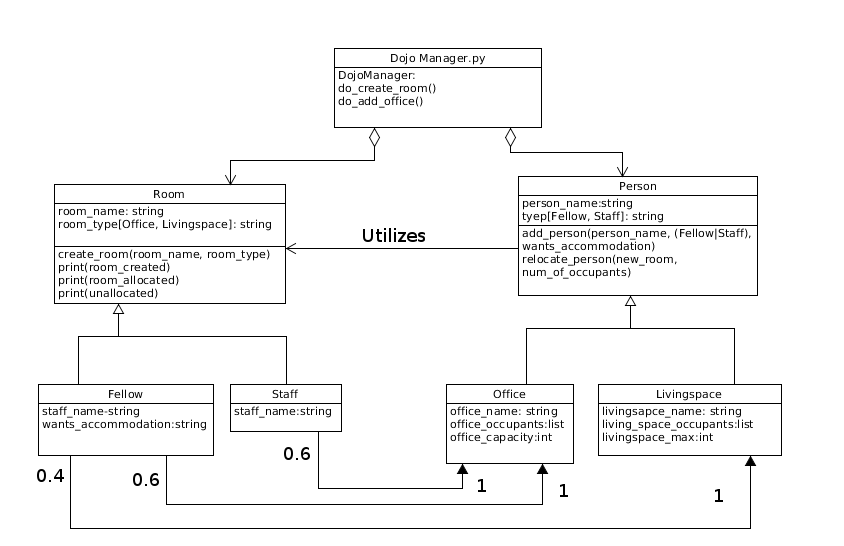 Dojo Manager.py
DojoManager:
do_create_room()
do_add_office()
Room
room_name: string
room_type[Office, Livingspace]: string
create_room(room_name, room_type)
print(room_created)
print(room_allocated)
print(unallocated)
Utilizes
Person
person_name:string
tyep[Fellow, Staff]: string
add_person(person_name, (Fellow|Staff),
wants_accommodation)
relocate_person(new_room,
num_of_occupants)
Fellow
staff_name-string
wants_accommodation:string
Staff
staff_name:string
Office
office_name: string
office_occupants:list
office_capacity:int
Livingspace
livingsapce_name: string
living_space_occupants:list
livingspace_max:int
0.4
0.6
0.6
1
1
1